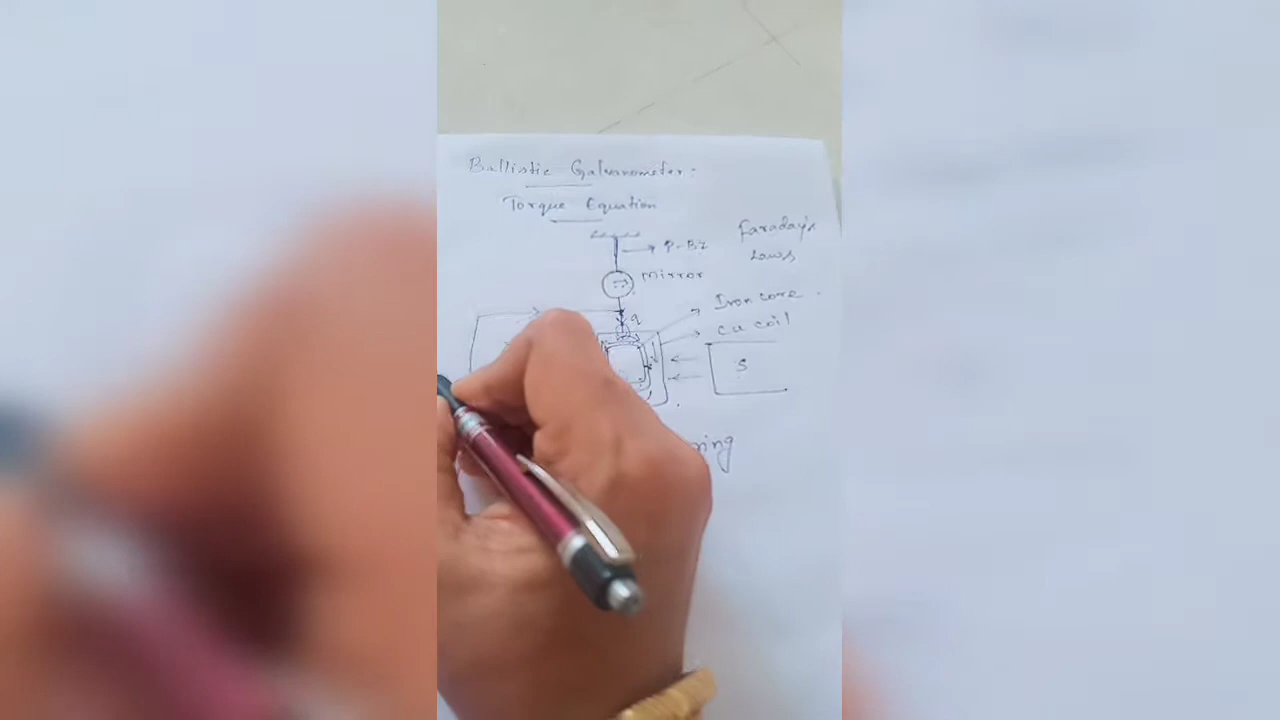 Ballistic Galvanometer:
Torque Equation
Faraday's
Laws
P-Bz
mirror
Iron core
q
cu coil
S